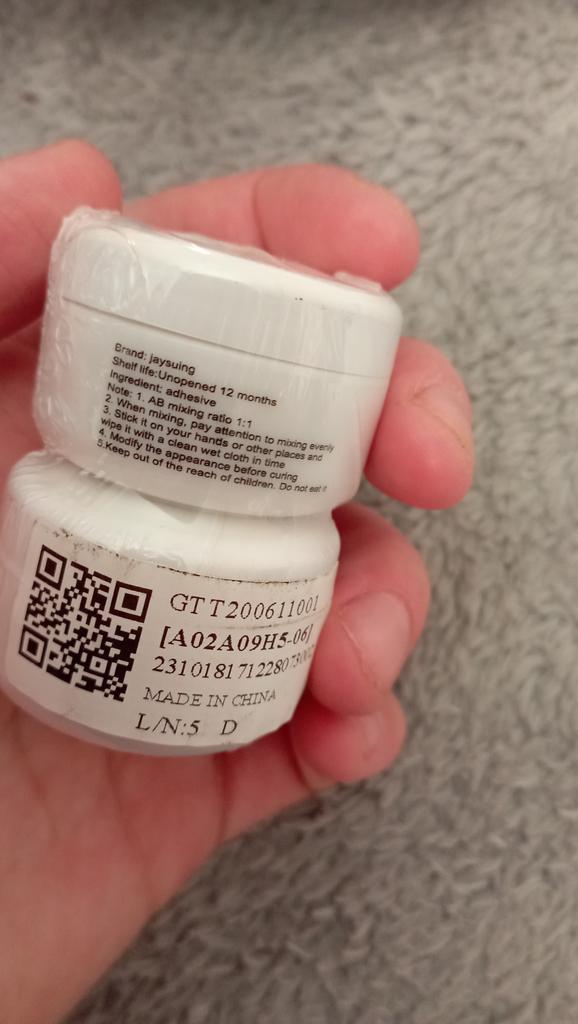 Brand: jaysuing
Shelf life:Unopened 12 months
Ingredient: adhesive
Note: 1. AB mixing ratio 1:1
2. When mixing, pay attention to mixing evenly
3. Stick it on your hands or other places and
wipe it with a clean wet cloth in time
4. Modify the appearance before curing
5.Keep out of the reach of children. Do not eat it
GTT200611001
[A02A09H5-06]
MADE IN CHINA
L/N:5 D